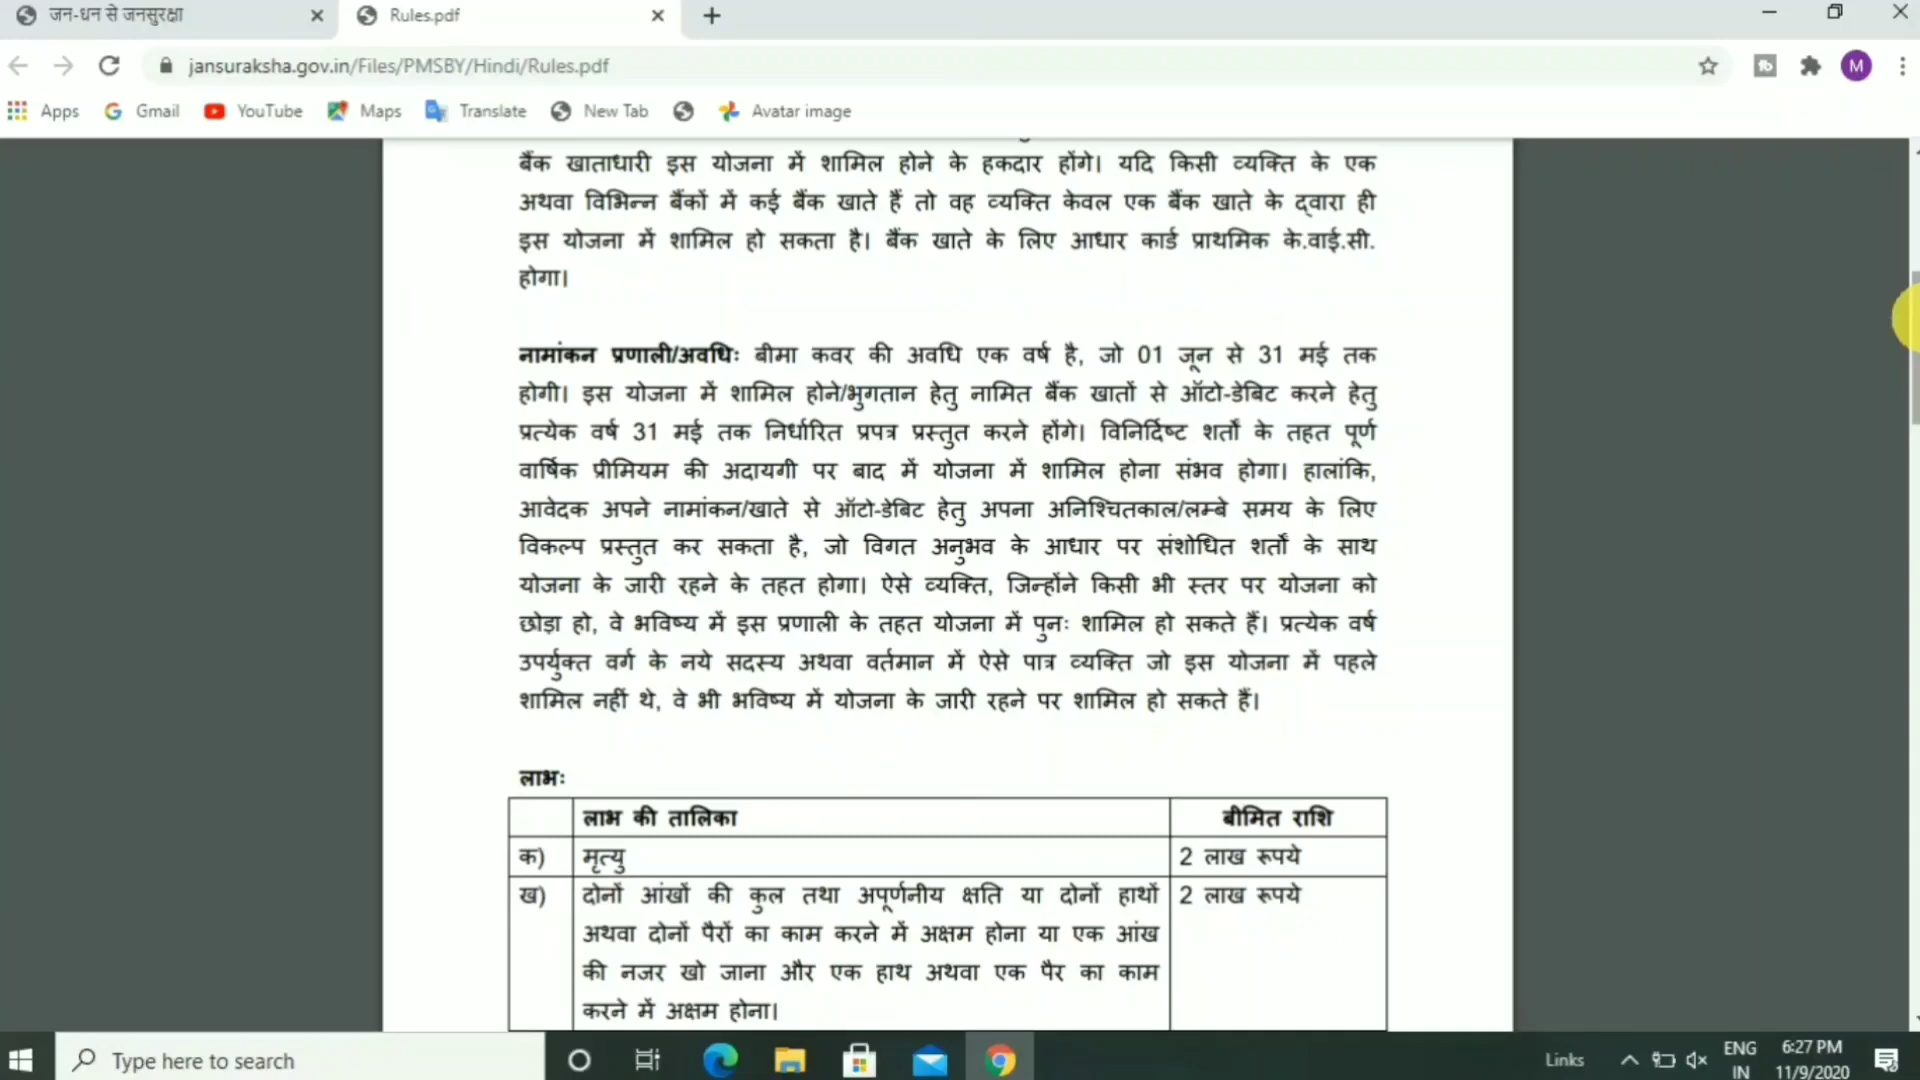 जन-धन से जनसुरक्षा
Rules.pdf
jansuraksha.gov.in/Files/PMSBY/Hindi/Rules.pdf
M
Apps Gmail YouTube Maps Translate New Tab Avatar image
बैंक खाताधारी इस योजना में शामिल होने के हकदार होंगे। यदि किसी व्यक्ति के एक
अथवा विभिन्न बैंकों में कई बैंक खाते हैं तो वह व्यक्ति केवल एक बैंक खाते के द्वारा ही
इस योजना में शामिल हो सकता है। बैंक खाते के लिए आधार कार्ड प्राथमिक के.वाई.सी.
होगा।
नामांकन प्रणाली/अवधिः बीमा कवर की अवधि एक वर्ष है, जो 01 जून से 31 मई तक
होगी। इस योजना में शामिल होने/भुगतान हेतु नामित बैंक खातों से ऑटो-डेबिट करने हेतु
प्रत्येक वर्ष 31 मई तक निर्धारित प्रपत्र प्रस्तुत करने होंगे। विनिर्दिष्ट शर्तों के तहत पूर्ण
वार्षिक प्रीमियम की अदायगी पर बाद में योजना में शामिल होना संभव होगा। हालांकि,
आवेदक अपने नामांकन/खाते से ऑटो-डेबिट हेतु अपना अनिश्चितकाल/लम्बे समय के लिए
विकल्प प्रस्तुत कर सकता है, जो विगत अनुभव के आधार पर संशोधित शर्तों के साथ
योजना के जारी रहने के तहत होगा। ऐसे व्यक्ति, जिन्होंने किसी भी स्तर पर योजना को
छोड़ा हो, वे भविष्य में इस प्रणाली के तहत योजना में पुनः शामिल हो सकते हैं। प्रत्येक वर्ष
उपर्युक्त वर्ग के नये सदस्य अथवा वर्तमान में ऐसे पात्र व्यक्ति जो इस योजना में पहले
शामिल नहीं थे, वे भी भविष्य में योजना के जारी रहने पर शामिल हो सकते हैं।
लाभः
लाभ की तालिका बीमित राशि
क) मृत्यु 2 लाख रूपये
ख) दोनों आंखों की कुल तथा अपूर्णनीय क्षति या दोनों हाथों 2 लाख रूपये
अथवा दोनों पैरों का काम करने में अक्षम होना या एक आंख
की नजर खो जाना और एक हाथ अथवा एक पैर का काम
करने में अक्षम होना।
Type here to search
Links
ENG
IN
6:27 PM
11/9/2020